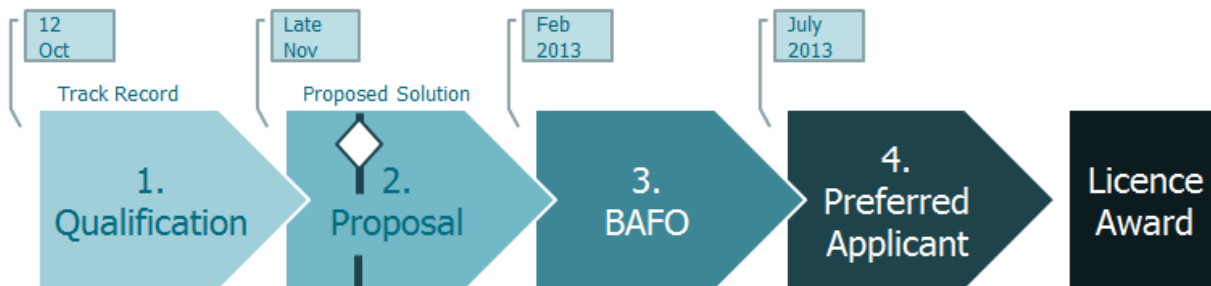 12
Oct
Late
Nov
Feb
2013
July
2013
Track Record
Proposed Solution
1.
Qualification
2.
Proposal
3.
BAFO
4.
Preferred
Applicant
Licence
Award